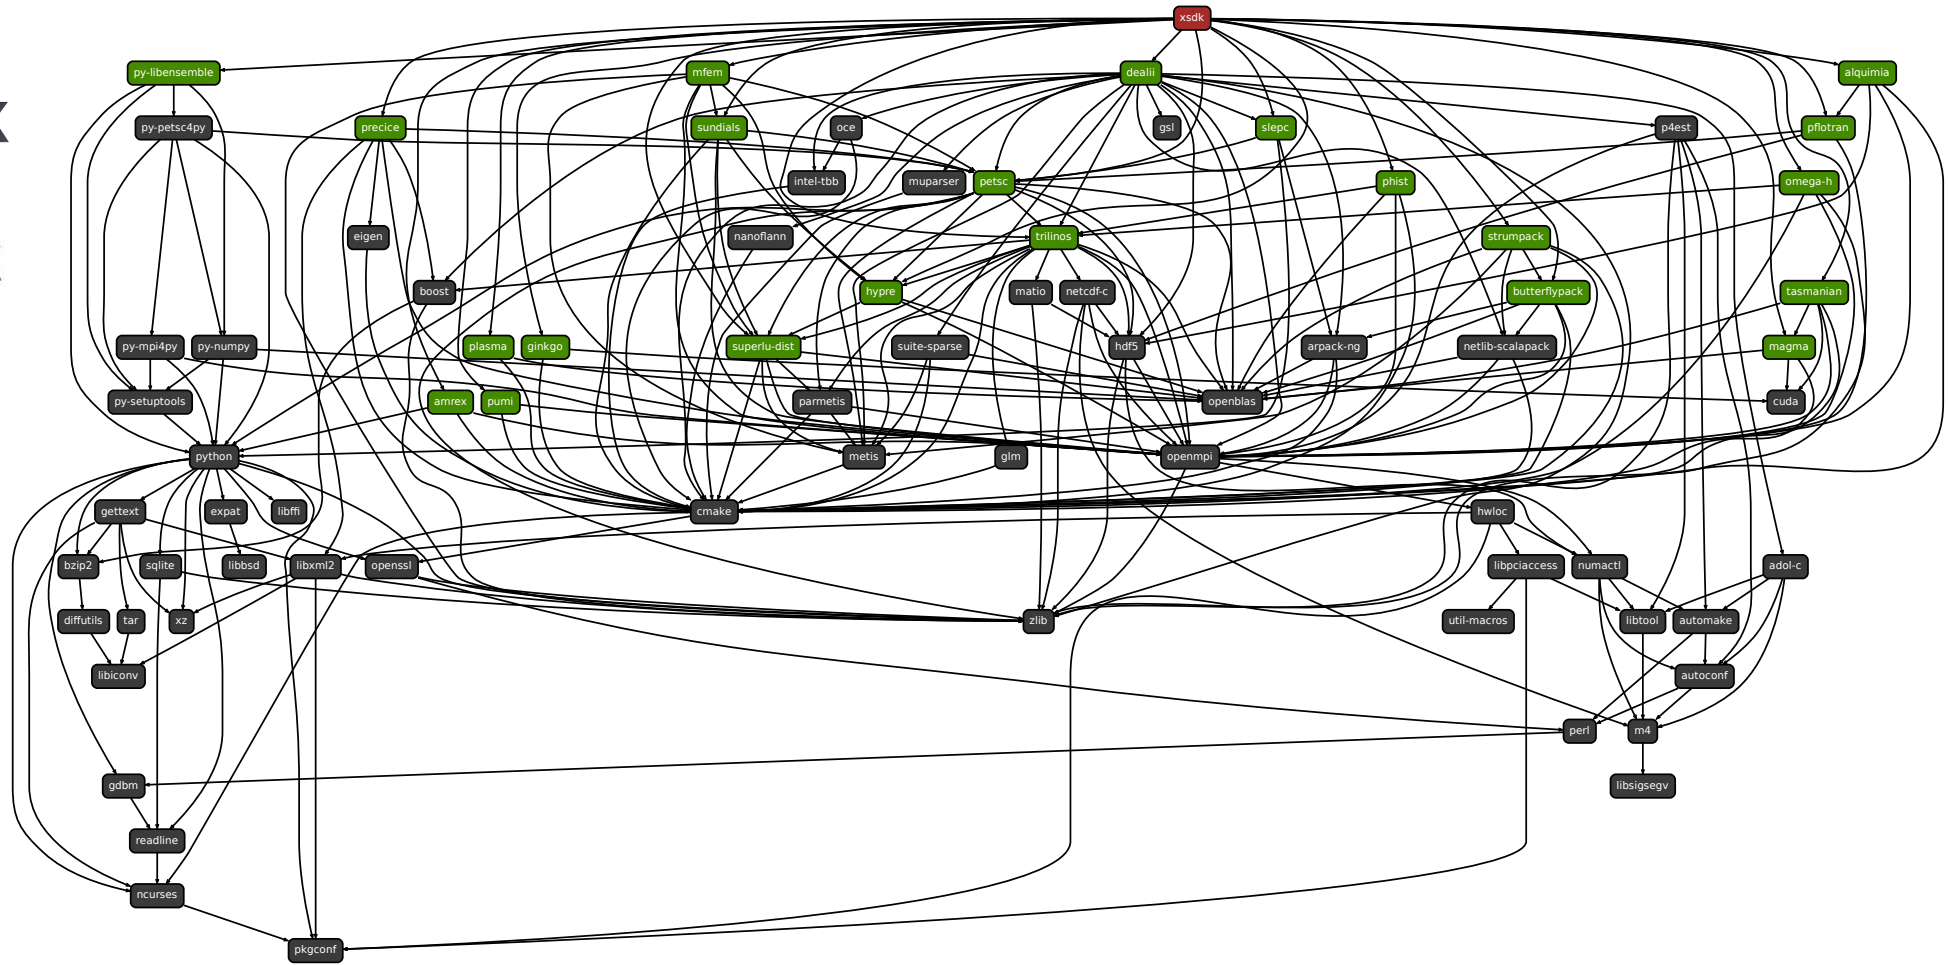 xsdk
py-libensemble
mfem
dealii
alquimia
py-petsc4py
precice
sundials
oce
gsl
slepc
p4est
pflotran
intel-tbb
muparser
petsc
phist
omega-h
eigen
nanoflann
trilinos
strumpack
boost
hypre
matio
netcdf-c
butterflypack
tasmanian
py-mpi4py
py-numpy
plasma
ginkgo
superlu-dist
suite-sparse
hdf5
arpack-ng
netlib-scalapack
magma
py-setuptools
amrex
pumi
parmetis
openblas
cuda
python
metis
glm
openmpi
gettext
expat
libffi
cmake
hwloc
bzip2
sqlite
libbsd
libxml2
openssl
libpciaccess
numactl
adol-c
diffutils
tar
xz
zlib
util-macros
libtool
automake
libiconv
autoconf
perl
m4
gdbm
libsigsegv
readline
ncurses
pkgconf